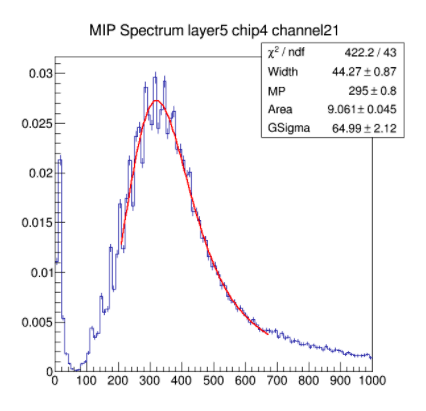 MIP Spectrum layer5 chip4 channel21
χ² / ndf 422.2 / 43
Width 44.27 ± 0.87
MP 295 ± 0.8
Area 9.061 ± 0.045
GSigma 64.99 ± 2.12
0.03
0.025
0.02
0.015
0.01
0.005
0
0 100 200 300 400 500 600 700 800 900 1000